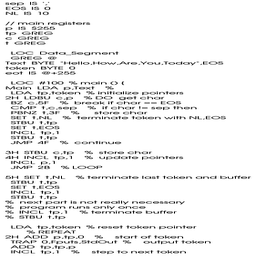 sep IS ','
EOS IS 0
NL IS 10
// main registers
p IS $255
tp GREG
c GREG
t GREG
LOC Data_Segment
GREG @
Text BYTE "Hello,How,Are,You,Today",EOS
token BYTE 0
eot IS @+255
LOC #100 % main () {
Main LDA p,Text %
LDA tp,token % initialize pointers
2H LDBU c,p % DO get char
BZ c,5F % break if char == EOS
CMP t,c,sep % if char != sep then
PBNZ t,3F % store char
SET t,NL % terminate token with NL,EOS
STBU t,tp
SET t,EOS
INCL tp,1
STBU t,tp
JMP 4F % continue
3H STBU c,tp % store char
4H INCL tp,1 % update pointers
INCL p,1
JMP 2B % LOOP
5H SET t,NL % terminate last token and buffer
STBU t,tp
SET t,EOS
INCL tp,1
STBU t,tp
% next part is not really necessary
% program runs only once
% INCL tp,1 % terminate buffer
% STBU t,tp
LDA tp,token % reset token pointer
% REPEAT
2H ADD p,tp,0 % start of token
TRAP 0,Fputs,StdOut % output token
ADD tp,tp,p
INCL tp,1 % step to next token